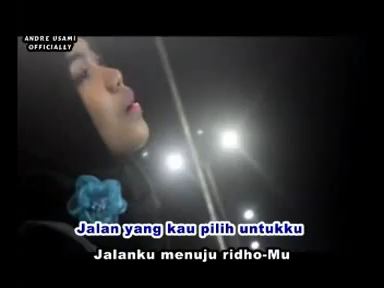 ANDRE USAMI
OFFICIALLY
Jalan yang kau pilih untukku
Jalanku menuju ridho-Mu